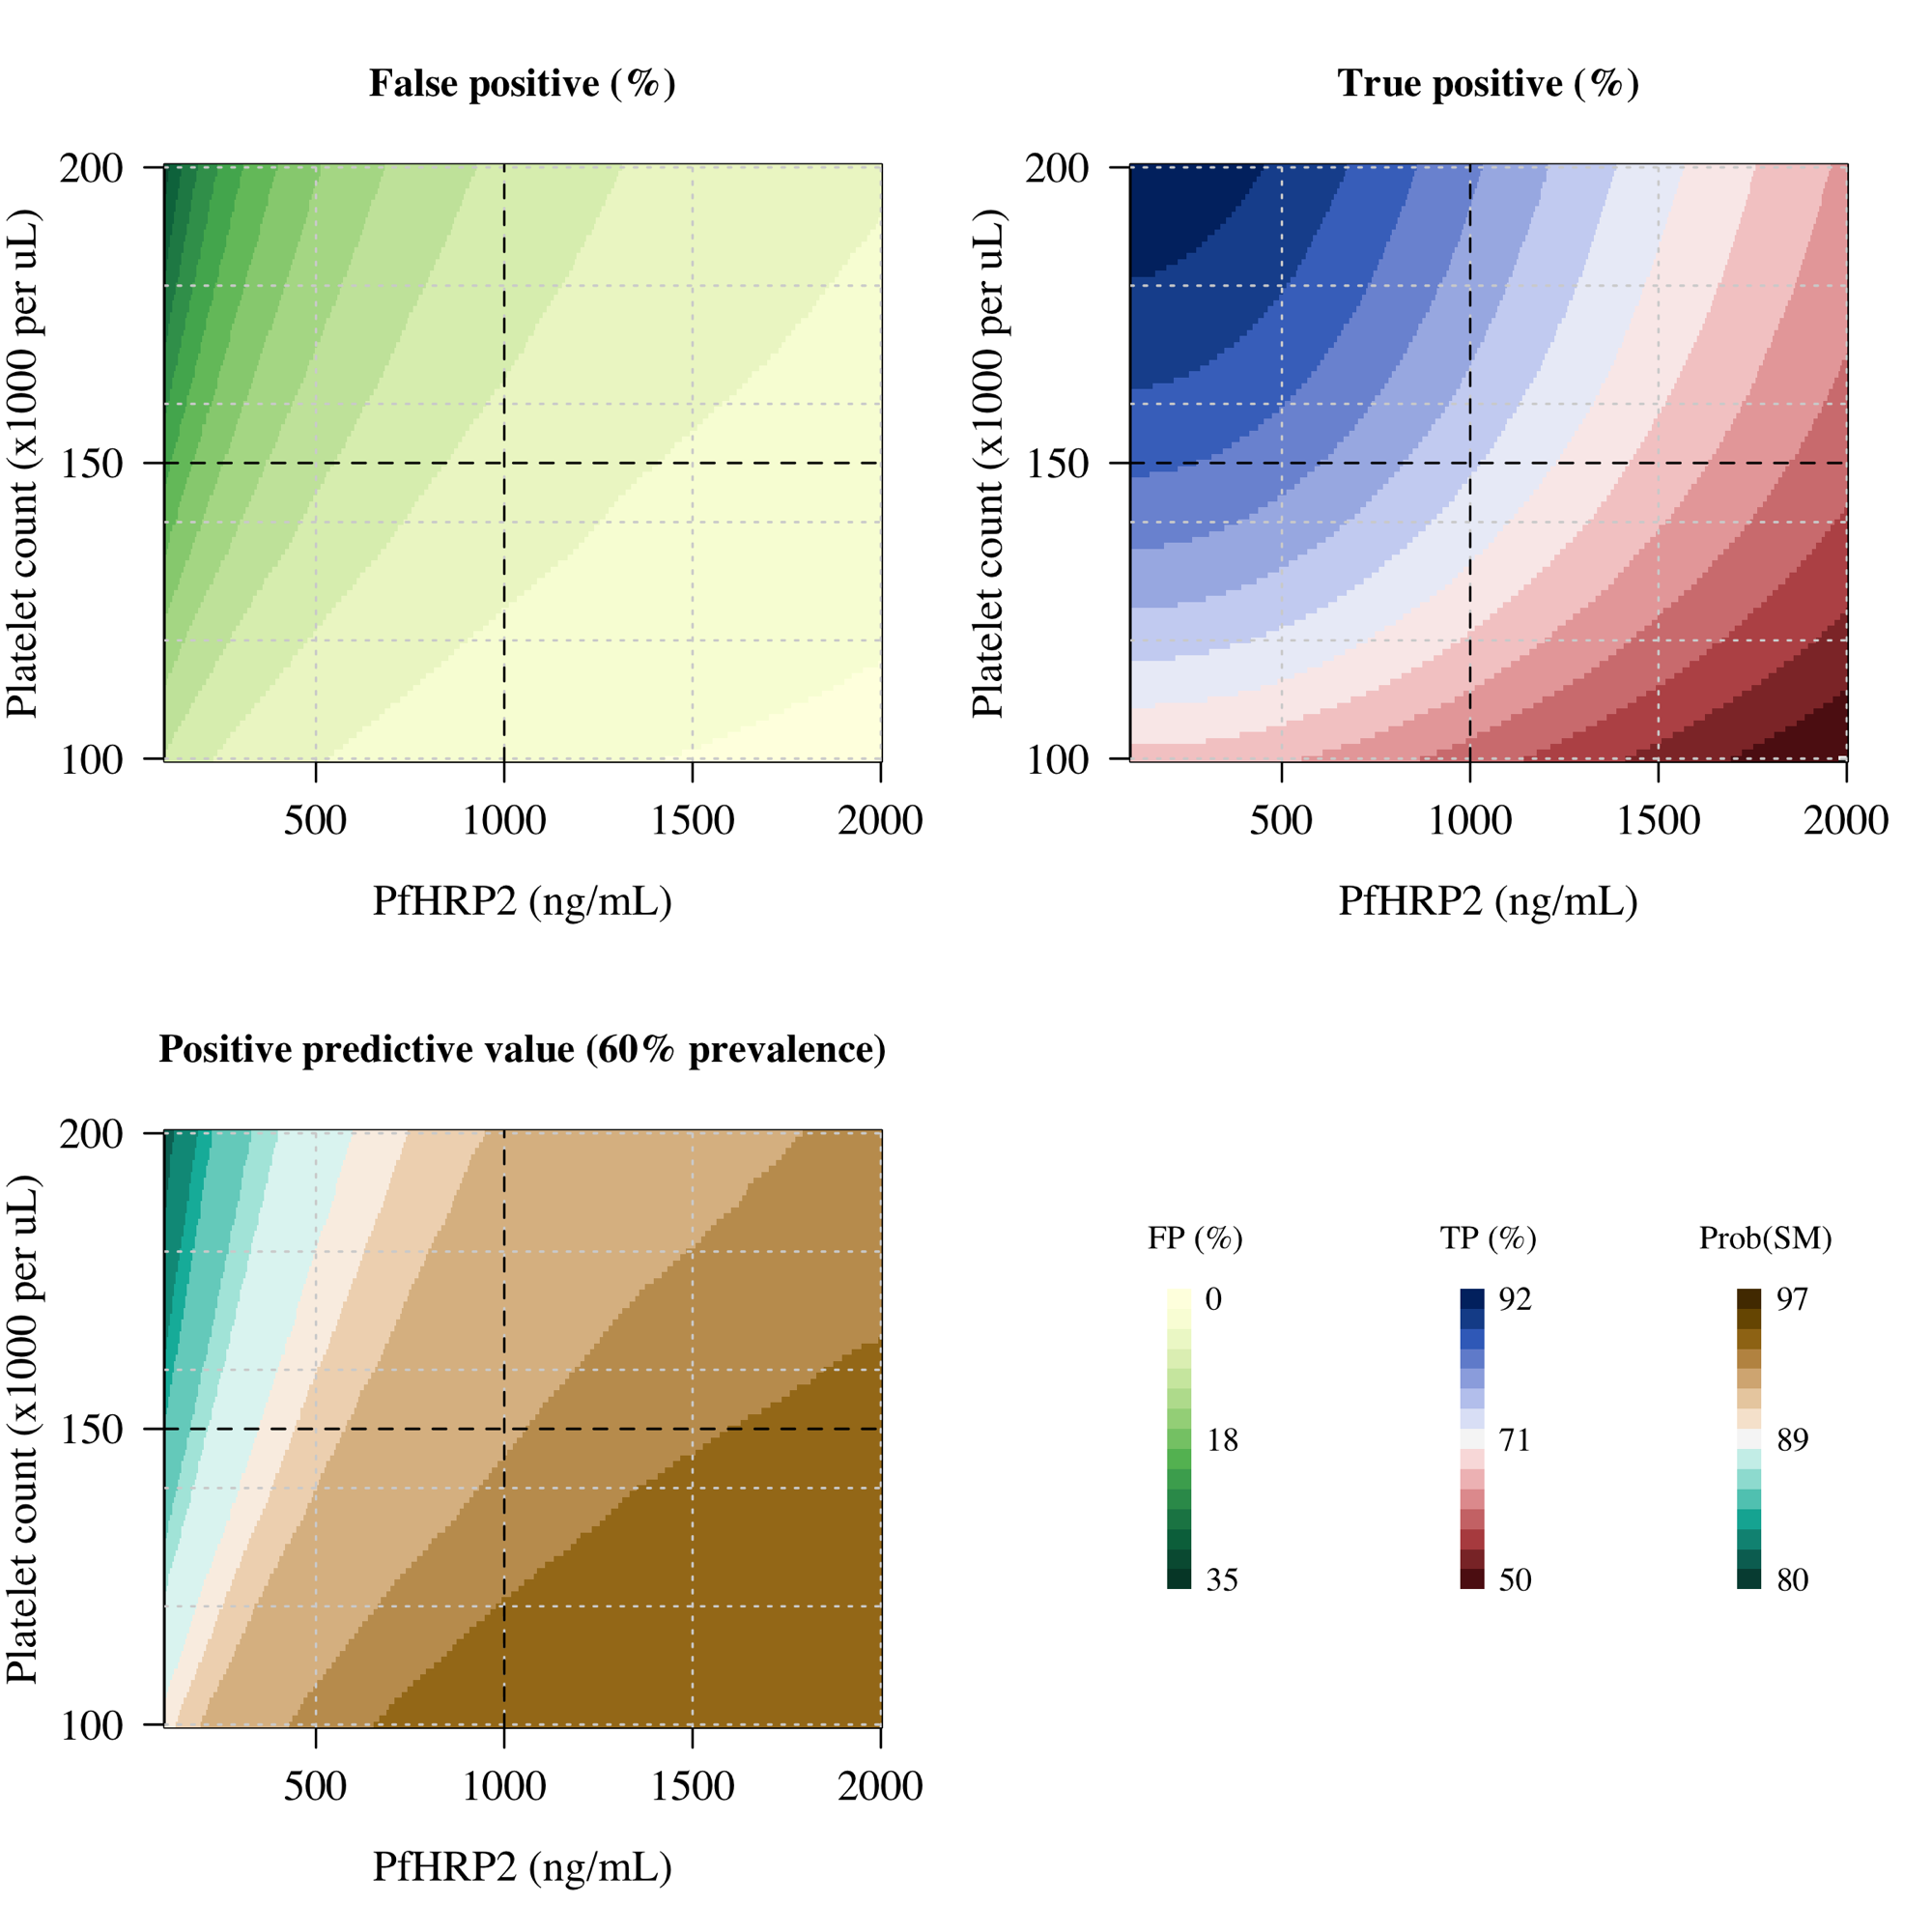 False positive (%)
Platelet count (x1000 per uL)
200
150
100
500 1000 1500 2000
PfHRP2 (ng/mL)
True positive (%)
Platelet count (x1000 per uL)
200
150
100
500 1000 1500 2000
PfHRP2 (ng/mL)
Positive predictive value (60% prevalence)
Platelet count (x1000 per uL)
200
150
100
500 1000 1500 2000
PfHRP2 (ng/mL)
FP (%)
0
18
35
TP (%)
92
71
50
Prob(SM)
97
89
80